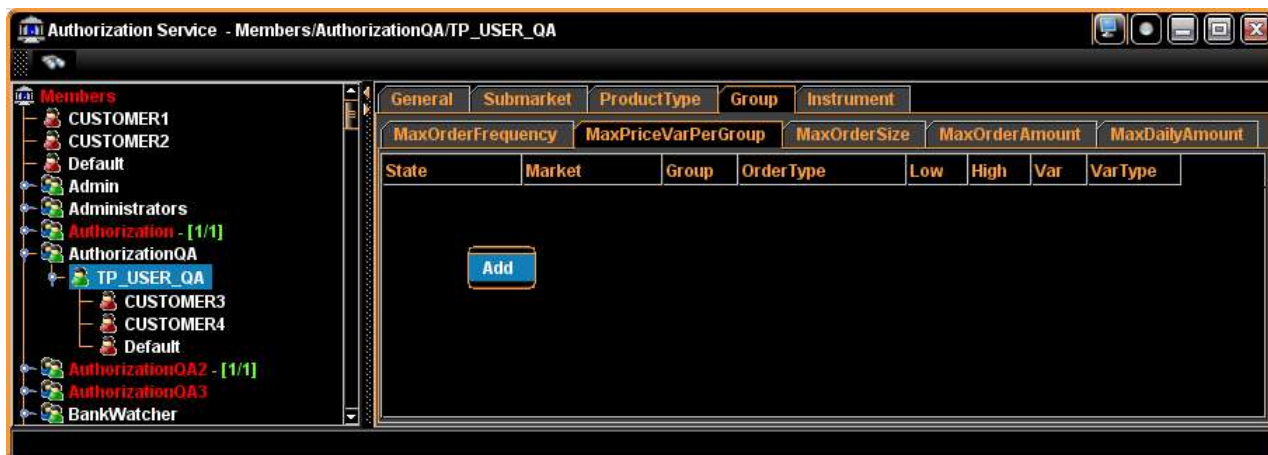 Authorization Service - Members/AuthorizationQA/TP_USER_QA
Members
CUSTOMER1
CUSTOMER2
Default
Admin
Administrators
Authorization - [1/1]
AuthorizationQA
TP_USER_QA
CUSTOMER3
CUSTOMER4
Default
AuthorizationQA2 - [1/1]
AuthorizationQA3
BankWatcher
General Submarket ProductType Group Instrument
MaxOrderFrequency MaxPriceVarPerGroup MaxOrderSize MaxOrderAmount MaxDailyAmount
State Market Group OrderType Low High Var VarType
Add